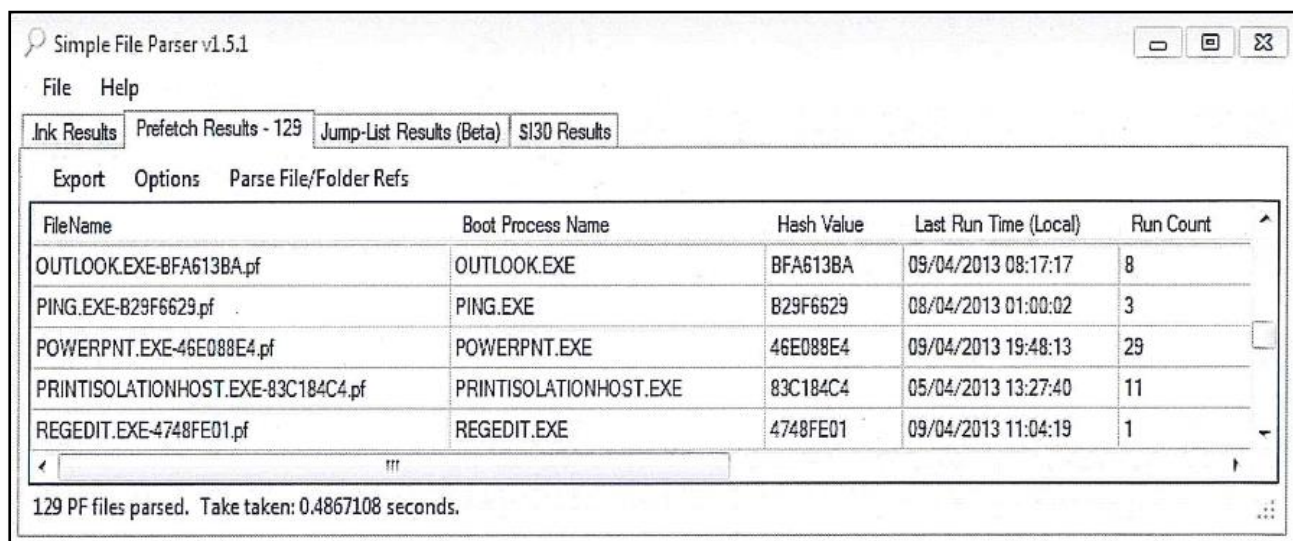 Simple File Parser v1.5.1
File Help
.lnk Results Prefetch Results - 129 Jump-List Results (Beta) $I30 Results
Export Options Parse File/Folder Refs
FileName Boot Process Name Hash Value Last Run Time (Local) Run Count
OUTLOOK.EXE-BFA613BA.pf OUTLOOK.EXE BFA613BA 09/04/2013 08:17:17 8
PING.EXE-B29F6629.pf PING.EXE B29F6629 08/04/2013 01:00:02 3
POWERPNT.EXE-46E088E4.pf POWERPNT.EXE 46E088E4 09/04/2013 19:48:13 29
PRINTISOLATIONHOST.EXE-83C184C4.pf PRINTISOLATIONHOST.EXE 83C184C4 05/04/2013 13:27:40 11
REGEDIT.EXE-4748FE01.pf REGEDIT.EXE 4748FE01 09/04/2013 11:04:19 1
129 PF files parsed. Take taken: 0.4867108 seconds.